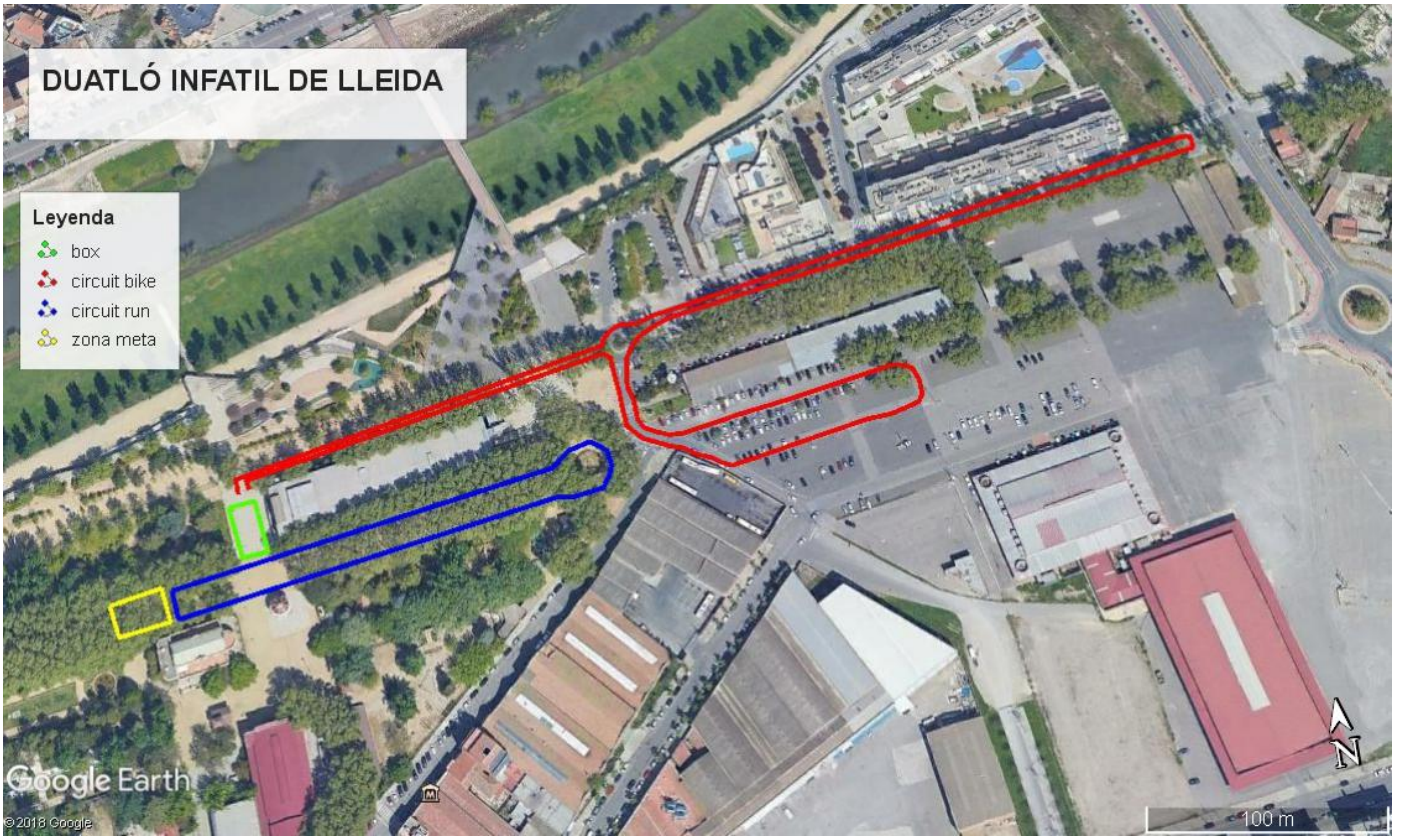 DUATLÓ INFATIL DE LLEIDA
Leyenda
box
circuit bike
circuit run
zona meta
M
N
Google Earth
©2018 Google
100 m